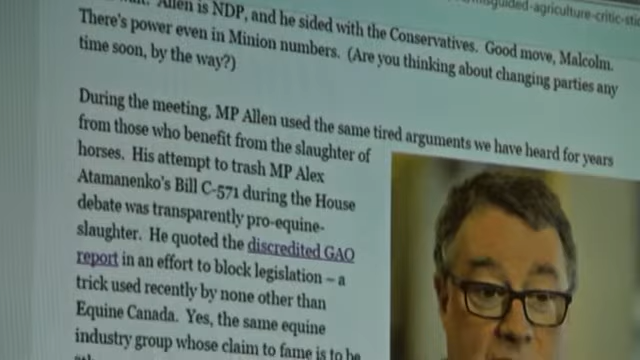 Allen is NDP, and he sided with the Conservatives. Good move, Malcolm.
There's power even in Minion numbers. (Are you thinking about changing parties any
time soon, by the way?)
During the meeting, MP Allen used the same tired arguments we have heard for years
from those who benefit from the slaughter of
horses. His attempt to trash MP Alex
Atamanenko's Bill C-571 during the House
debate was transparently pro-equine-
slaughter. He quoted the discredited GAO
report in an effort to block legislation – a
trick used recently by none other than
Equine Canada. Yes, the same equine
industry group whose claim to fame is to be